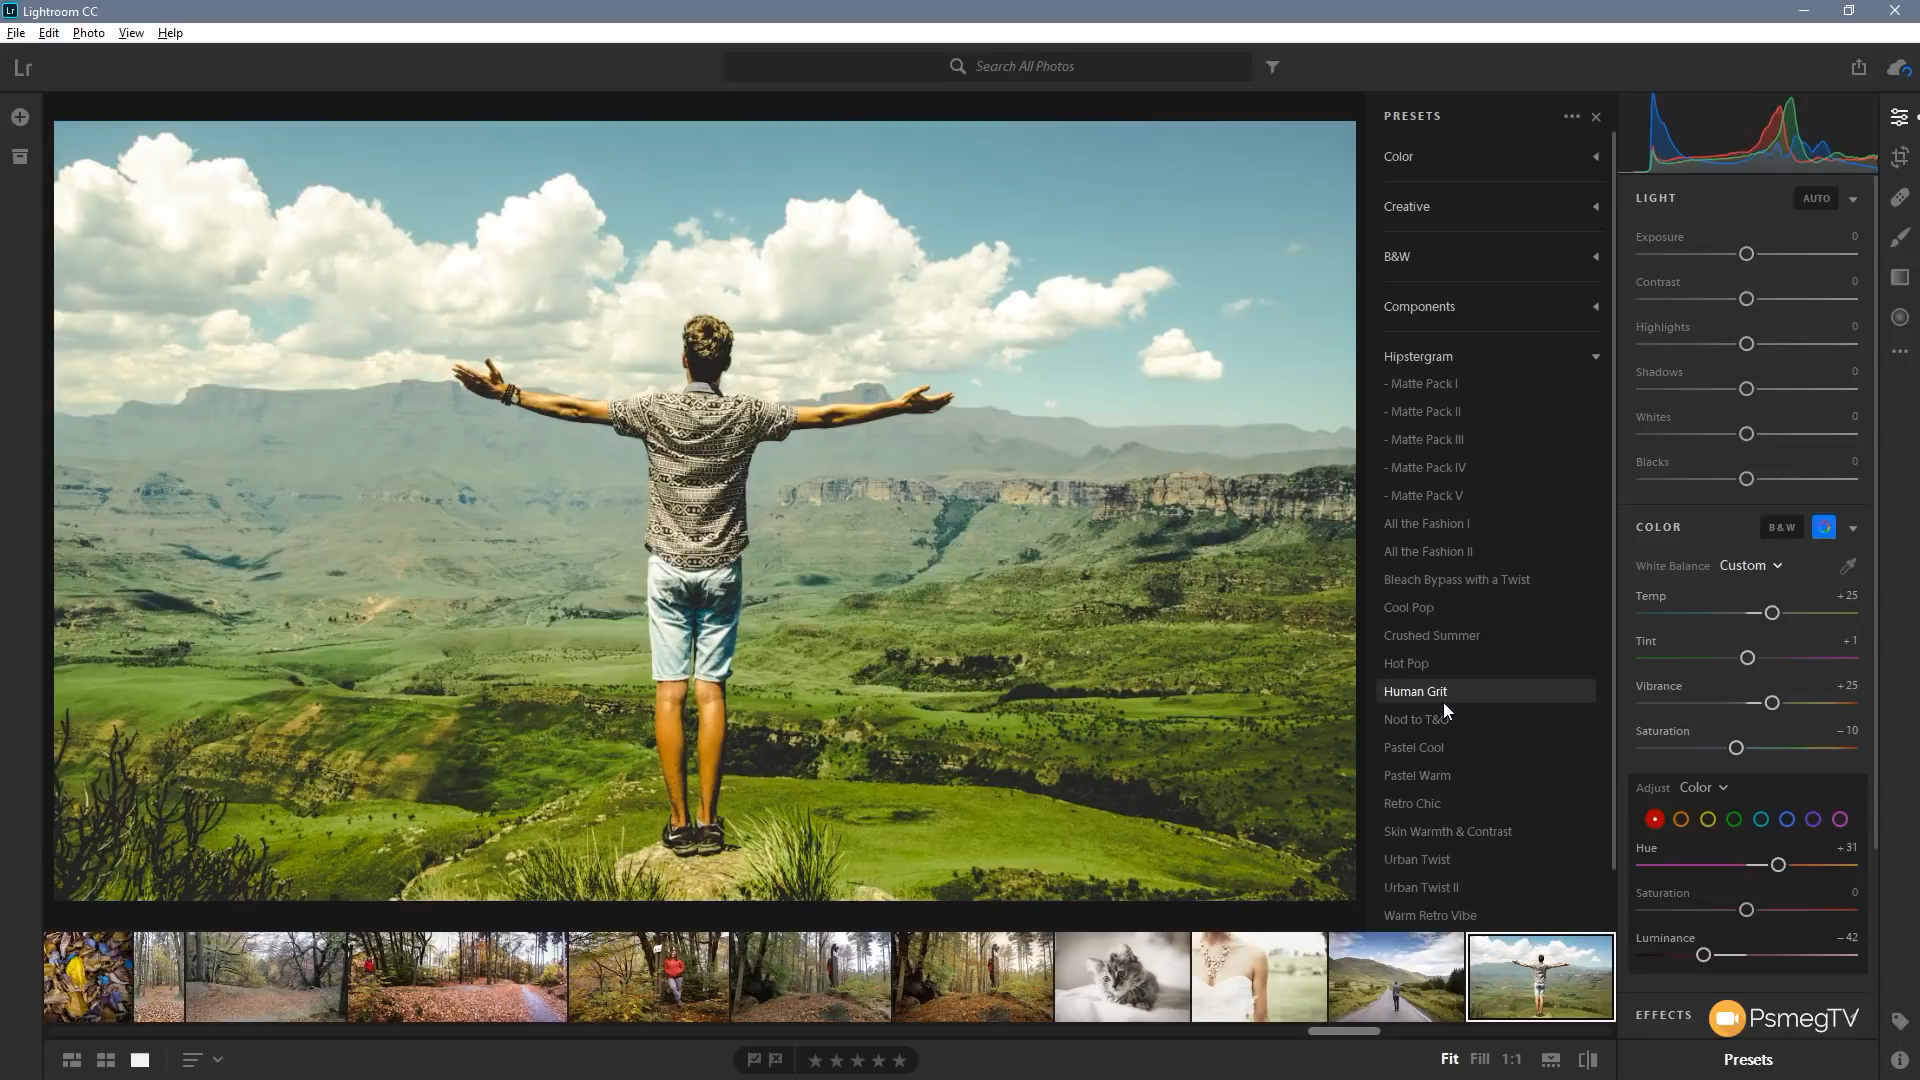 Lr Lightroom CC
File Edit Photo View Help
Lr
Search All Photos
PRESETS
Color
Creative
B&W
Components
Hipstergram
- Matte Pack I
- Matte Pack II
- Matte Pack III
- Matte Pack IV
- Matte Pack V
All the Fashion I
All the Fashion II
Bleach Bypass with a Twist
Cool Pop
Crushed Summer
Hot Pop
Human Grit
Nod to T&O
Pastel Cool
Pastel Warm
Retro Chic
Skin Warmth & Contrast
Urban Twist
Urban Twist II
Warm Retro Vibe
LIGHT AUTO
Exposure 0
Contrast 0
Highlights 0
Shadows 0
Whites 0
Blacks 0
COLOR B&W
White Balance Custom
Temp +25
Tint +1
Vibrance +25
Saturation -10
Adjust Color
Hue +31
Saturation 0
Luminance -42
EFFECTS
PsmegTV
Fit Fill 1:1
Presets